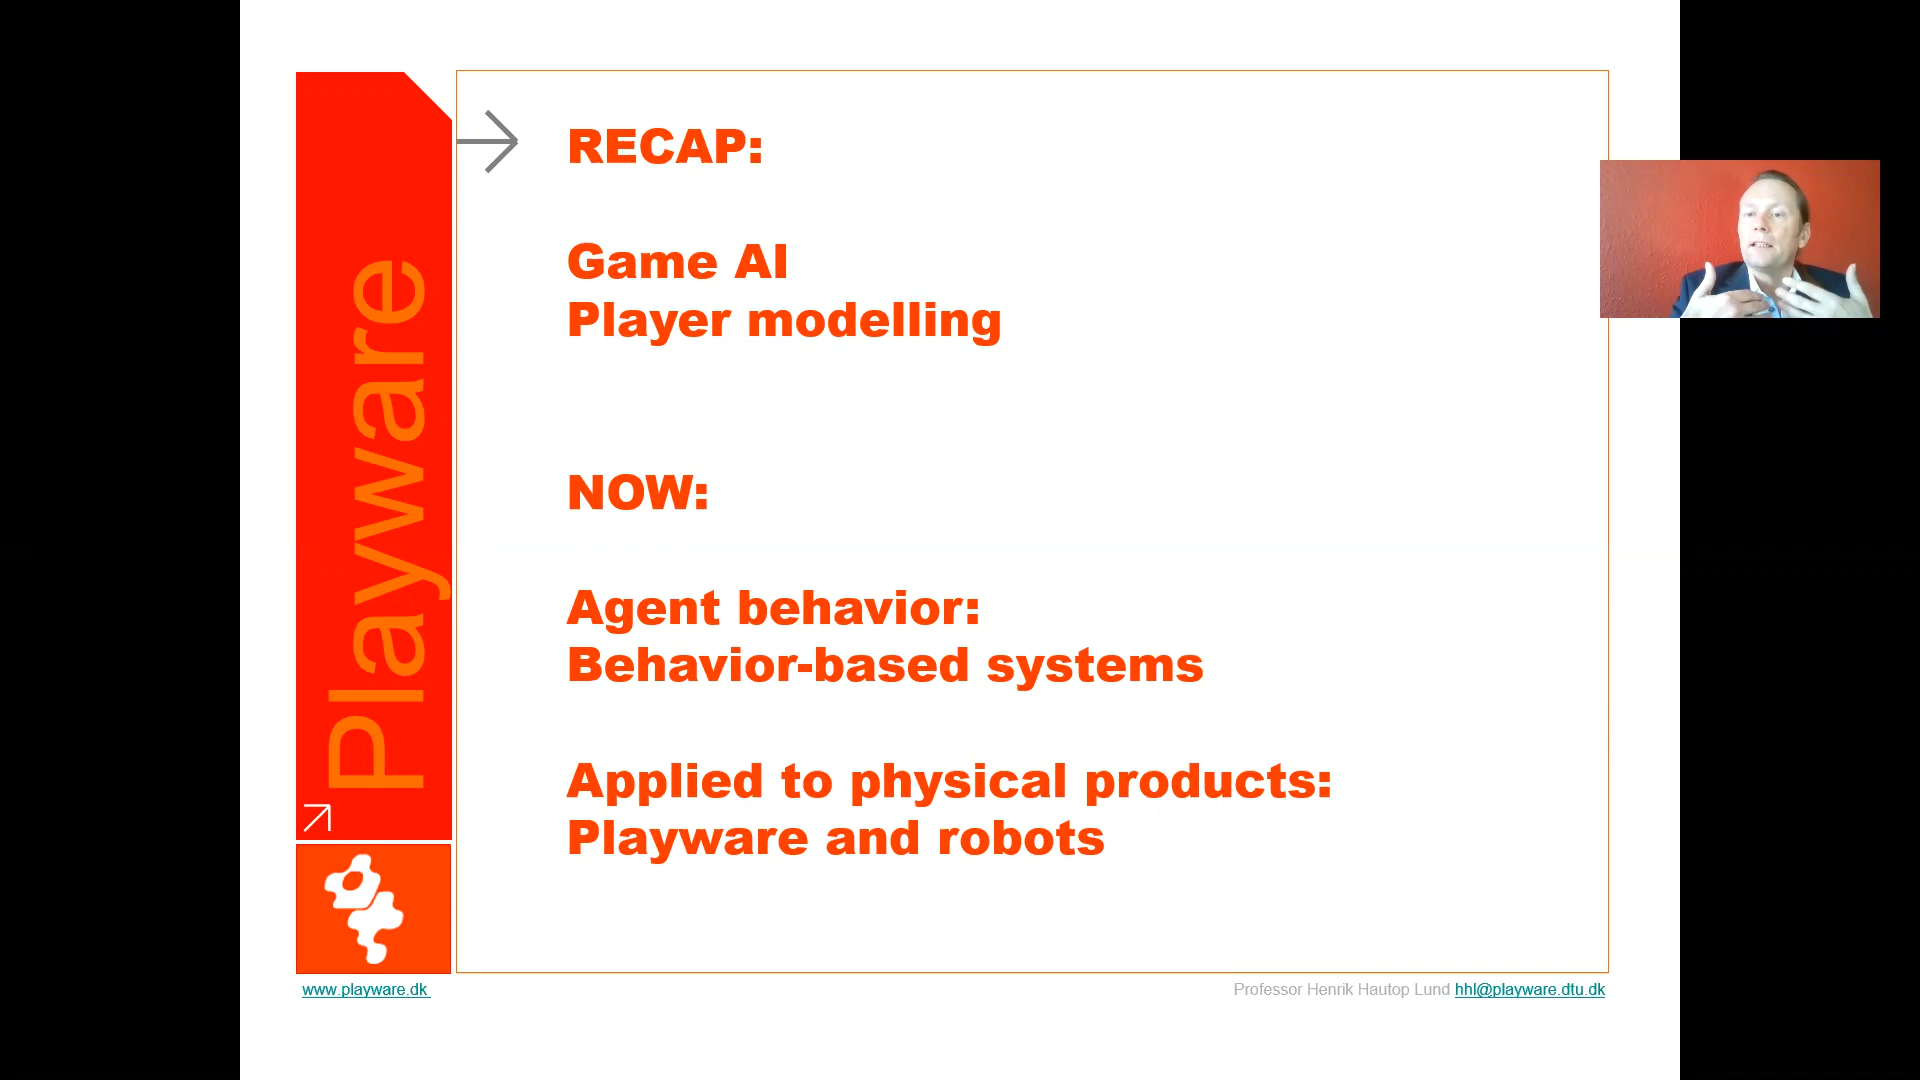 Playware
RECAP:
Game AI
Player modelling
NOW:
Agent behavior:
Behavior-based systems
Applied to physical products:
Playware and robots
www.playware.dk
Professor Henrik Hautop Lund hhl@playware.dtu.dk